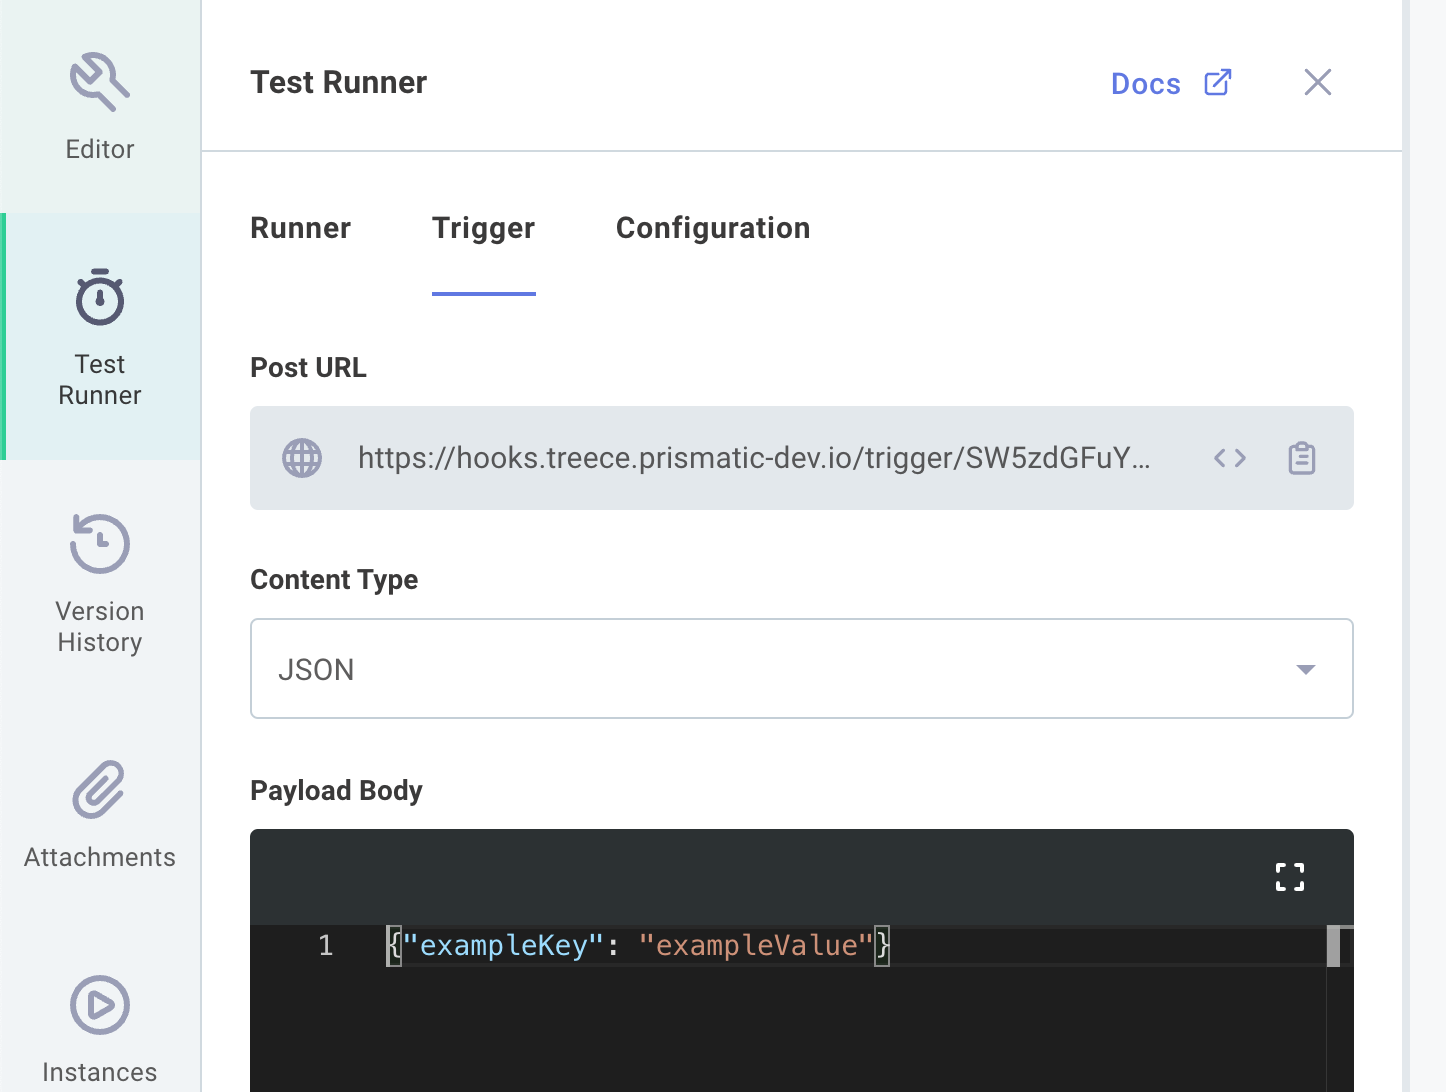 Editor
Test
Runner
Version
History
Attachments
Instances
Test Runner
Docs
Runner
Trigger
Configuration
Post URL
https://hooks.treece.prismatic-dev.io/trigger/SW5zdGFuY...
Content Type
JSON
Payload Body
1
{"exampleKey": "exampleValue"}